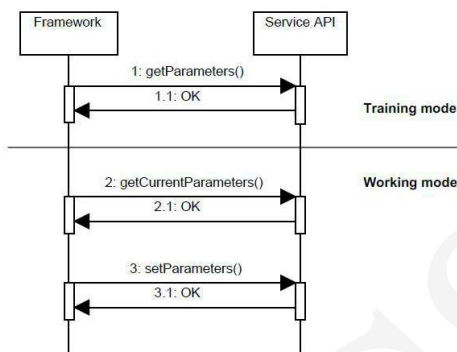 Framework
Service API
1: getParameters()
1.1: OK
Training mode
2: getCurrentParameters()
Working mode
2.1: OK
3: setParameters()
3.1: OK